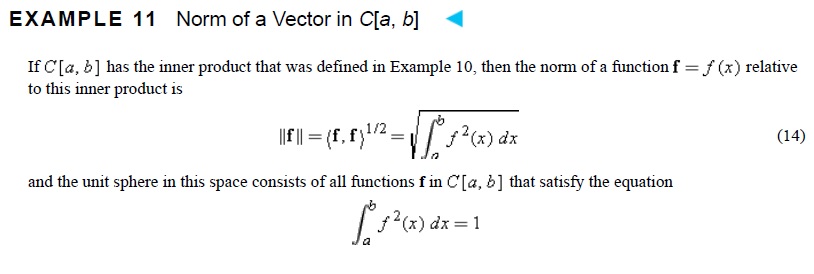 EXAMPLE 11 Norm of a Vector in C[a, b] ◀
If C[a, b] has the inner product that was defined in Example 10, then the norm of a function f = f (x) relative
to this inner product is
||f|| = ⟨f, f⟩^{1/2} = √(∫_a^b f²(x) dx) (14)
and the unit sphere in this space consists of all functions f in C[a, b] that satisfy the equation
∫_a^b f²(x) dx = 1